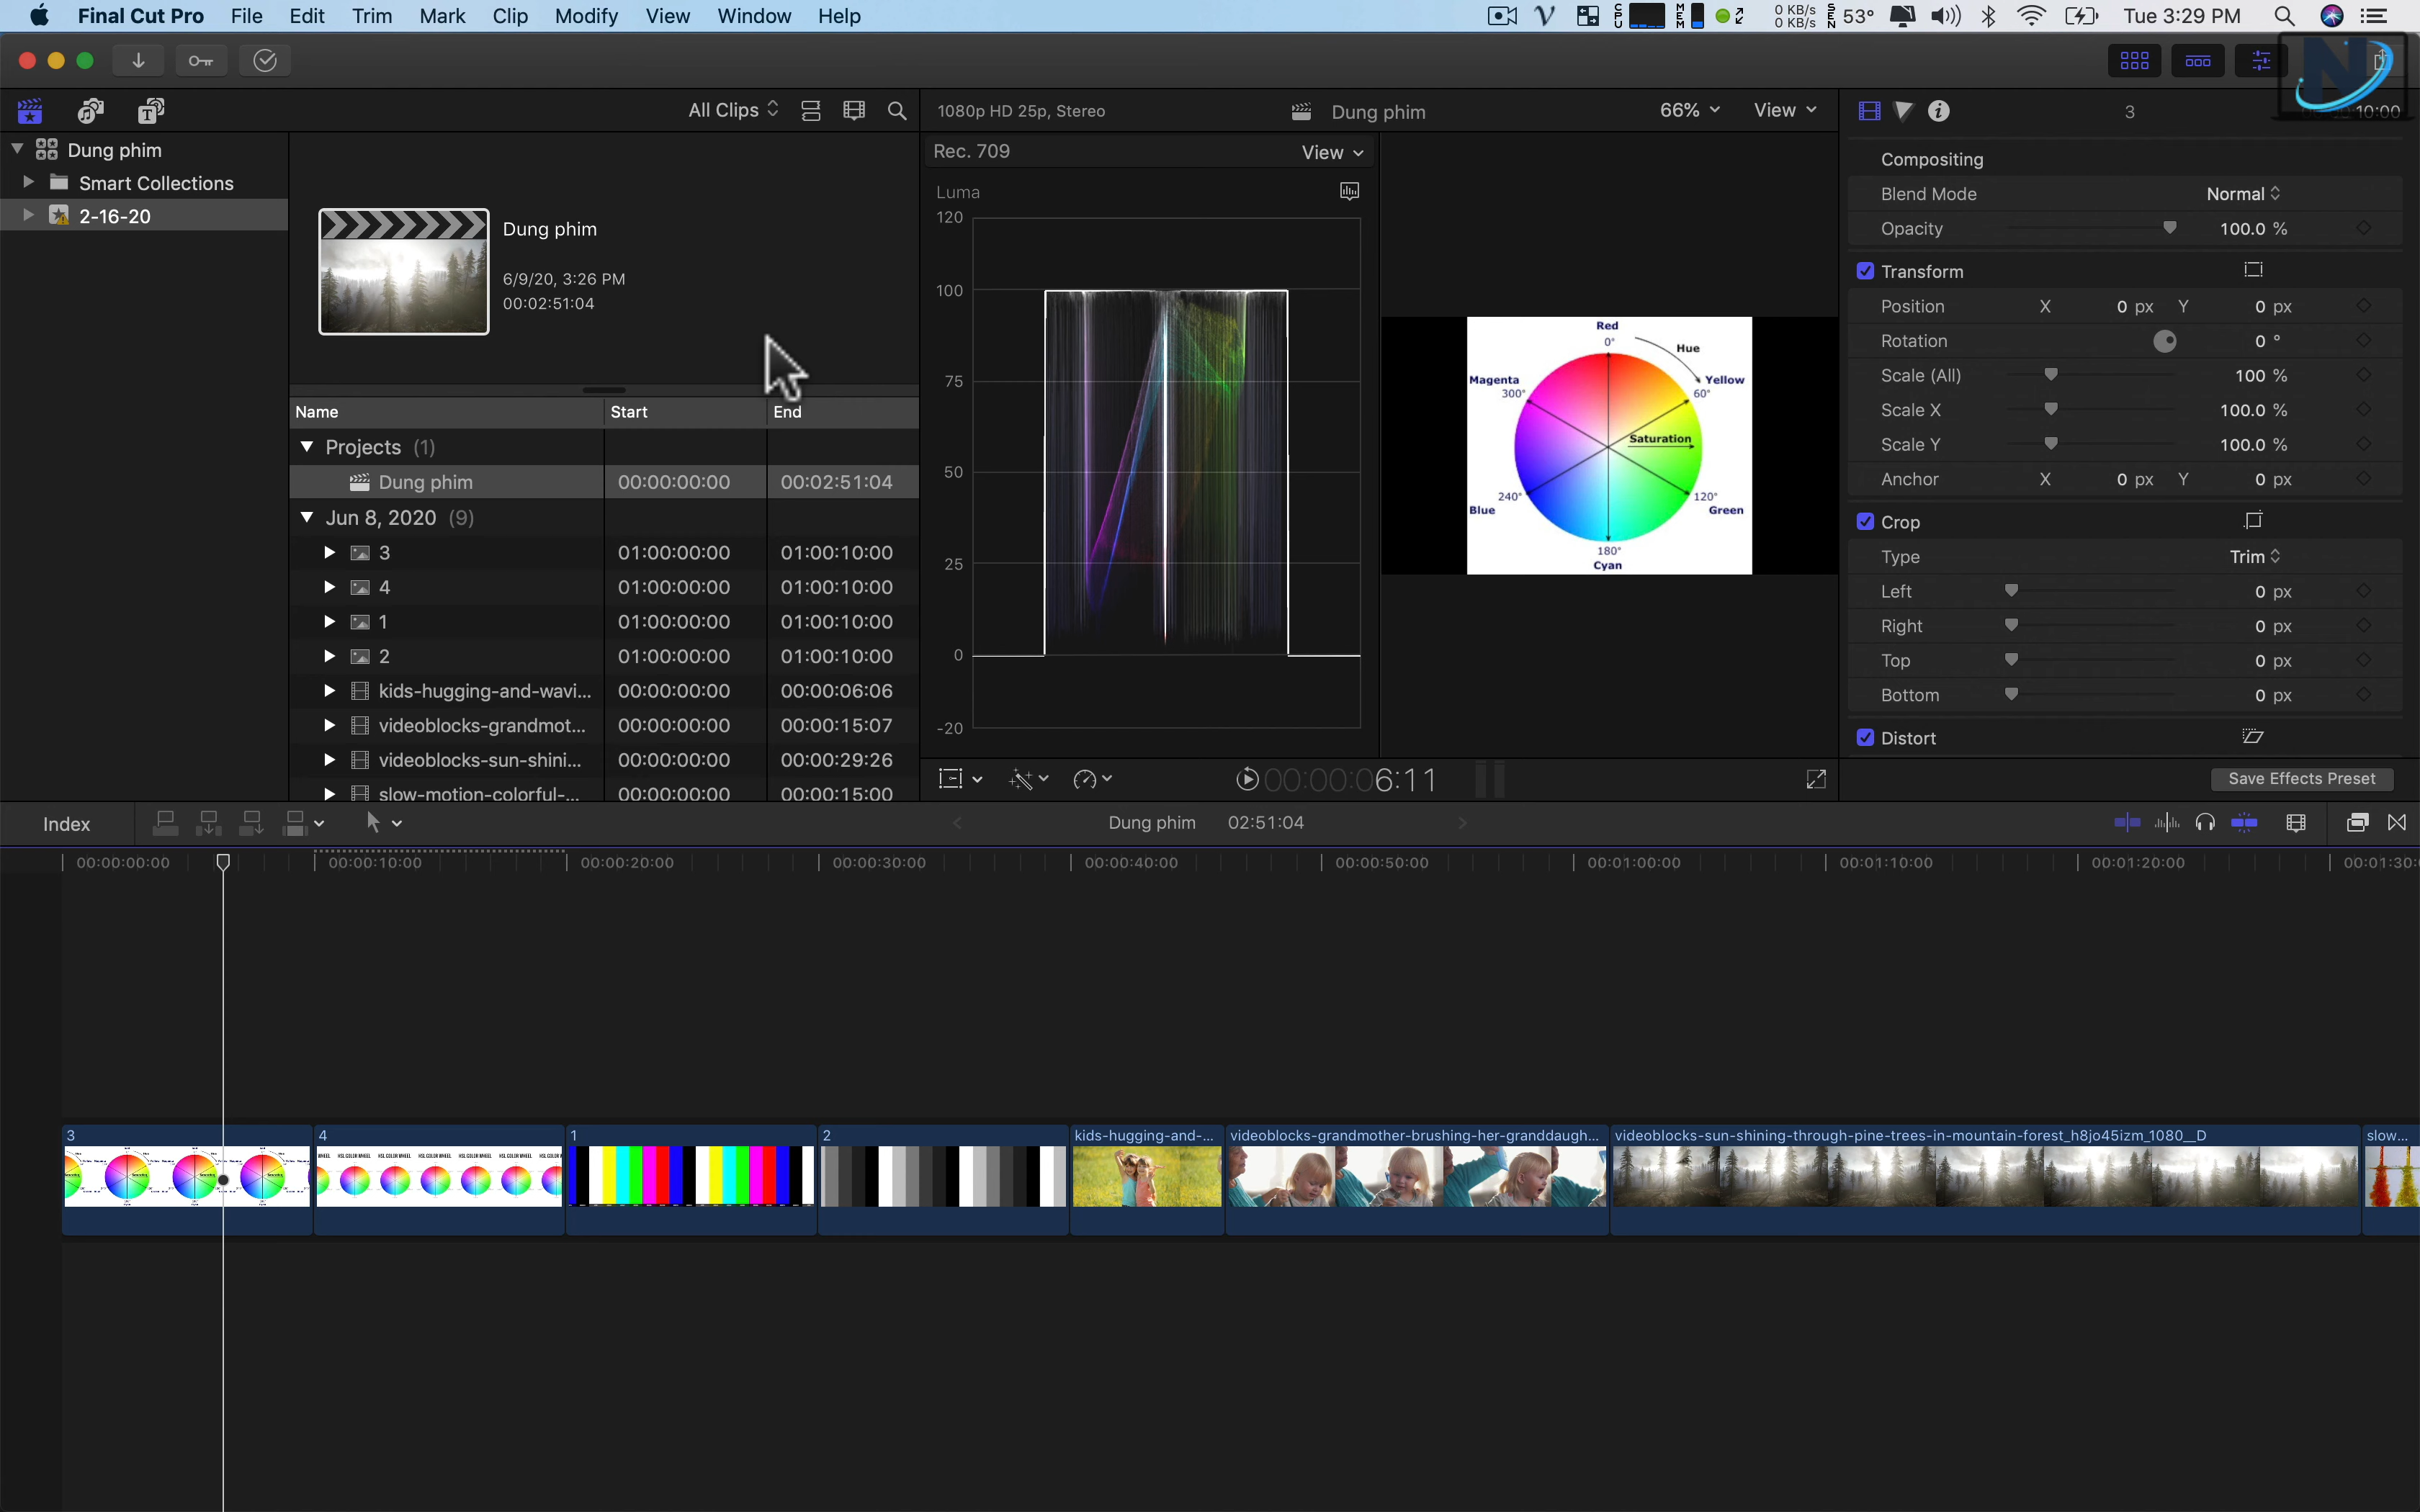 Final Cut Pro File Edit Trim Mark Clip Modify View Window Help
CPU MEM 0 KB/s 0 KB/s SEN 53° Tue 3:29 PM
All Clips
1080p HD 25p, Stereo Dung phim 66% View
3 10:00
Dung phim
Smart Collections
2-16-20
Dung phim
6/9/20, 3:26 PM
00:02:51:04
Name Start End
Projects (1)
Dung phim 00:00:00:00 00:02:51:04
Jun 8, 2020 (9)
3 01:00:00:00 01:00:10:00
4 01:00:00:00 01:00:10:00
1 01:00:00:00 01:00:10:00
2 01:00:00:00 01:00:10:00
kids-hugging-and-wavi... 00:00:00:00 00:00:06:06
videoblocks-grandmot... 00:00:00:00 00:00:15:07
videoblocks-sun-shini... 00:00:00:00 00:00:29:26
slow-motion-colorful-... 00:00:00:00 00:00:15:00
Rec. 709 View
Luma
120
100
75
50
25
0
-20
Red
0°
Hue
Magenta Yellow
300° 60°
Saturation
240° 120°
Blue Green
180°
Cyan
Compositing
Blend Mode Normal
Opacity 100.0 %
Transform
Position X 0 px Y 0 px
Rotation 0 °
Scale (All) 100 %
Scale X 100.0 %
Scale Y 100.0 %
Anchor X 0 px Y 0 px
Crop
Type Trim
Left 0 px
Right 0 px
Top 0 px
Bottom 0 px
Distort
Save Effects Preset
00:00:06:11
Index Dung phim 02:51:04
00:00:00:00 00:00:10:00 00:00:20:00 00:00:30:00 00:00:40:00 00:00:50:00 00:01:00:00 00:01:10:00 00:01:20:00 00:01:30:
3 4 1 2 kids-hugging-and-... videoblocks-grandmother-brushing-her-granddaugh... videoblocks-sun-shining-through-pine-trees-in-mountain-forest_h8jo45izm_1080__D slow...